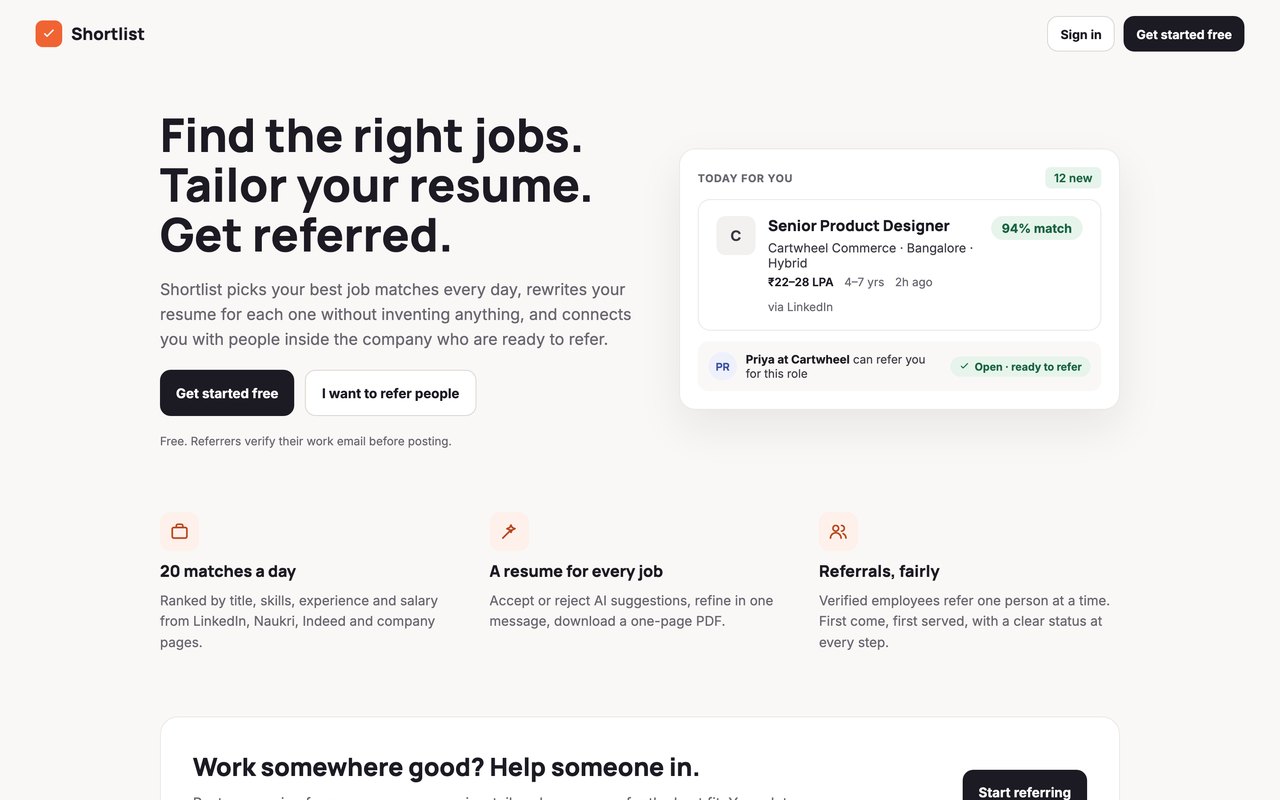 Shortlist
Sign in
Get started free
Find the right jobs.
Tailor your resume.
Get referred.
Shortlist picks your best job matches every day, rewrites your
resume for each one without inventing anything, and connects
you with people inside the company who are ready to refer.
Get started free
I want to refer people
Free. Referrers verify their work email before posting.
TODAY FOR YOU
12 new
C
Senior Product Designer
94% match
Cartwheel Commerce · Bangalore ·
Hybrid
₹22–28 LPA 4–7 yrs 2h ago
via LinkedIn
PR
Priya at Cartwheel can refer you
for this role
Open · ready to refer
20 matches a day
Ranked by title, skills, experience and salary
from LinkedIn, Naukri, Indeed and company
pages.
A resume for every job
Accept or reject AI suggestions, refine in one
message, download a one-page PDF.
Referrals, fairly
Verified employees refer one person at a time.
First come, first served, with a clear status at
every step.
Work somewhere good? Help someone in.
Start referring